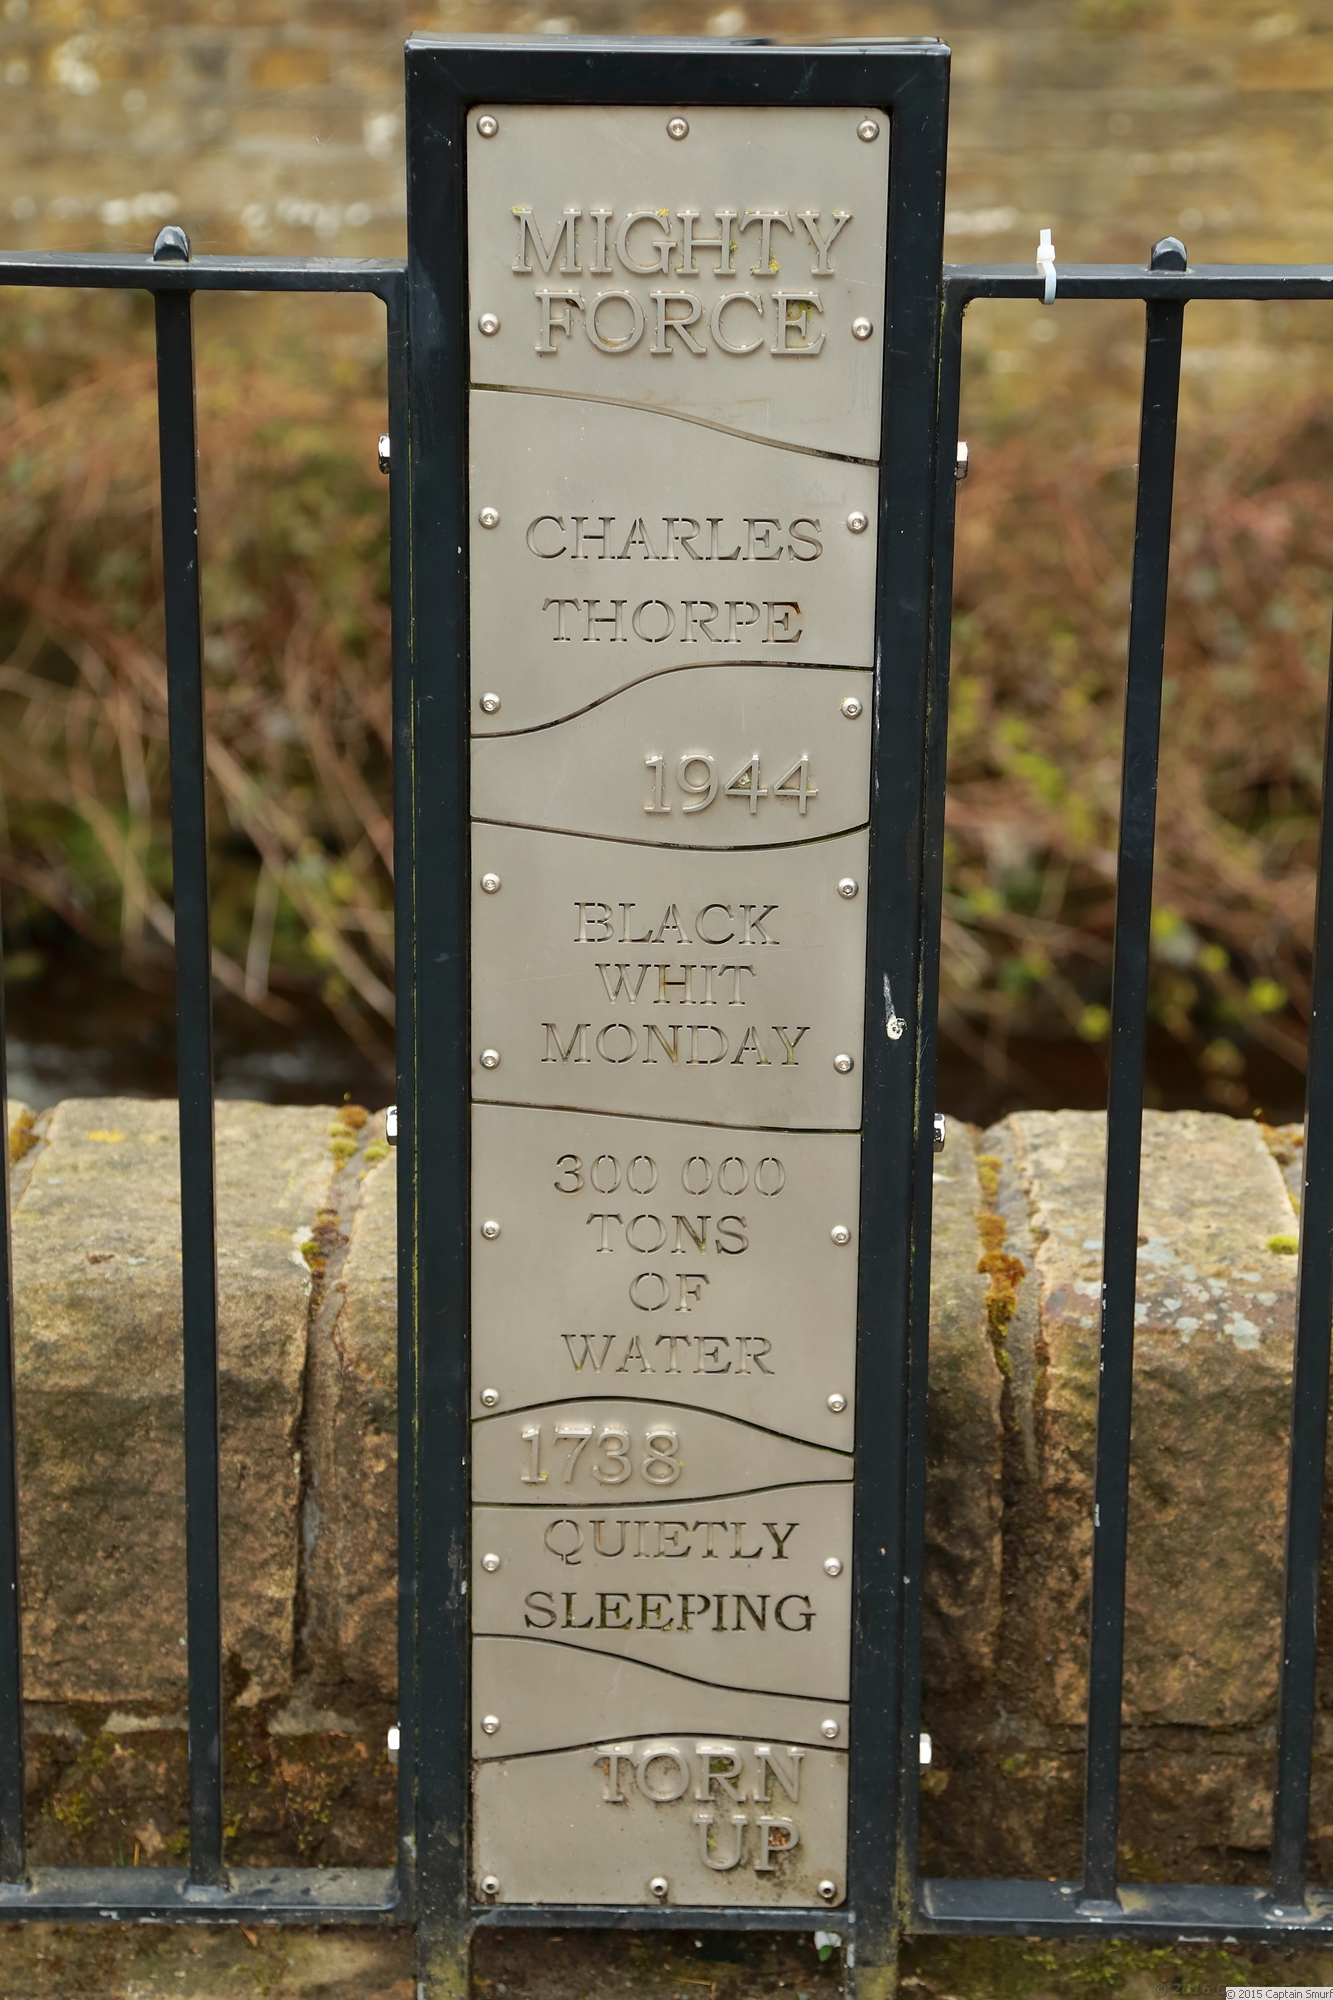 MIGHTY
FORCE
CHARLES
THORPE
1944
BLACK
WHIT
MONDAY
300 000
TONS
OF
WATER
1738
QUIETLY
SLEEPING
TORN
UP
© 2015 Captain Smurf